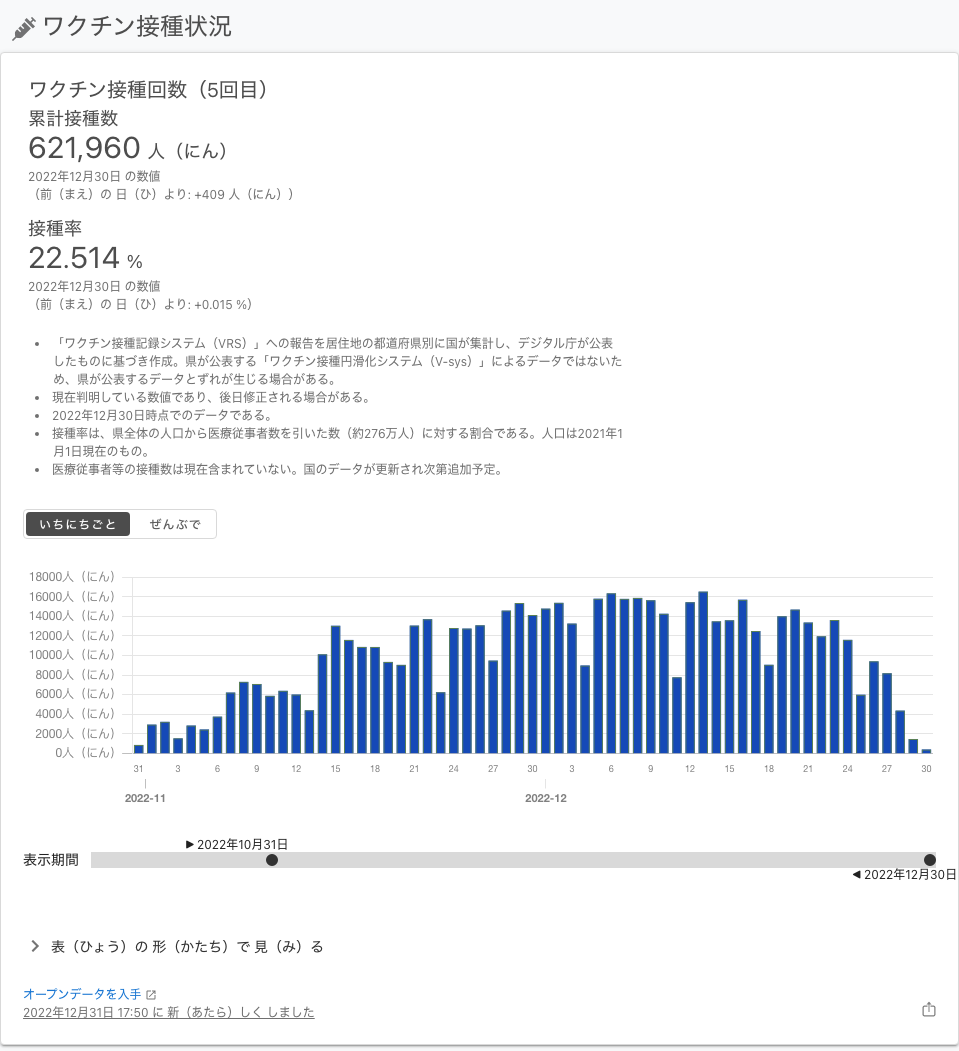 ワクチン接種状況
ワクチン接種回数（5回目）
累計接種数
621,960 人（にん）
2022年12月30日 の数値
（前（まえ）の 日（ひ）より: +409 人（にん））
接種率
22.514 %
2022年12月30日 の数値
（前（まえ）の 日（ひ）より: +0.015 %）
• 「ワクチン接種記録システム（VRS）」への報告を居住地の都道府県別に国が集計し、デジタル庁が公表
したものに基づき作成。県が公表する「ワクチン接種円滑化システム（V-sys）」によるデータではないた
め、県が公表するデータとずれが生じる場合がある。
• 現在判明している数値であり、後日修正される場合がある。
• 2022年12月30日時点でのデータである。
• 接種率は、県全体の人口から医療従事者数を引いた数（約276万人）に対する割合である。人口は2021年1
月1日現在のもの。
• 医療従事者等の接種数は現在含まれていない。国のデータが更新され次第追加予定。
いちにちごと ぜんぶで
18000人（にん）
16000人（にん）
14000人（にん）
12000人（にん）
10000人（にん）
8000人（にん）
6000人（にん）
4000人（にん）
2000人（にん）
0人（にん）
31 3 6 9 12 15 18 21 24 27 30 3 6 9 12 15 18 21 24 27 30
2022-11 2022-12
▶ 2022年10月31日
表示期間
◀ 2022年12月30日
表（ひょう）の 形（かたち）で 見（み）る
オープンデータを入手
2022年12月31日 17:50 に 新（あたら）しく しました